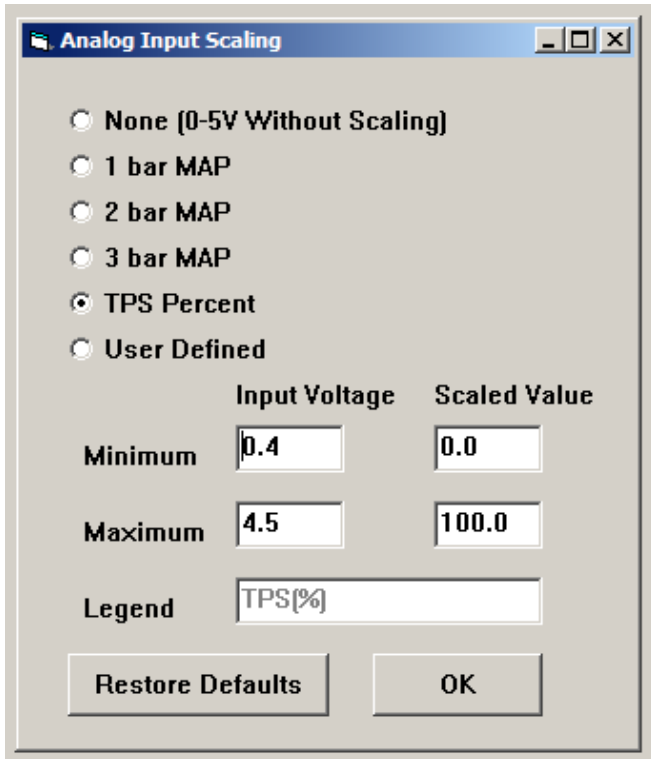 Analog Input Scaling
None (0-5V Without Scaling)
1 bar MAP
2 bar MAP
3 bar MAP
TPS Percent
User Defined
Input Voltage Scaled Value
Minimum 0.4 0.0
Maximum 4.5 100.0
Legend TPS(%)
Restore Defaults OK